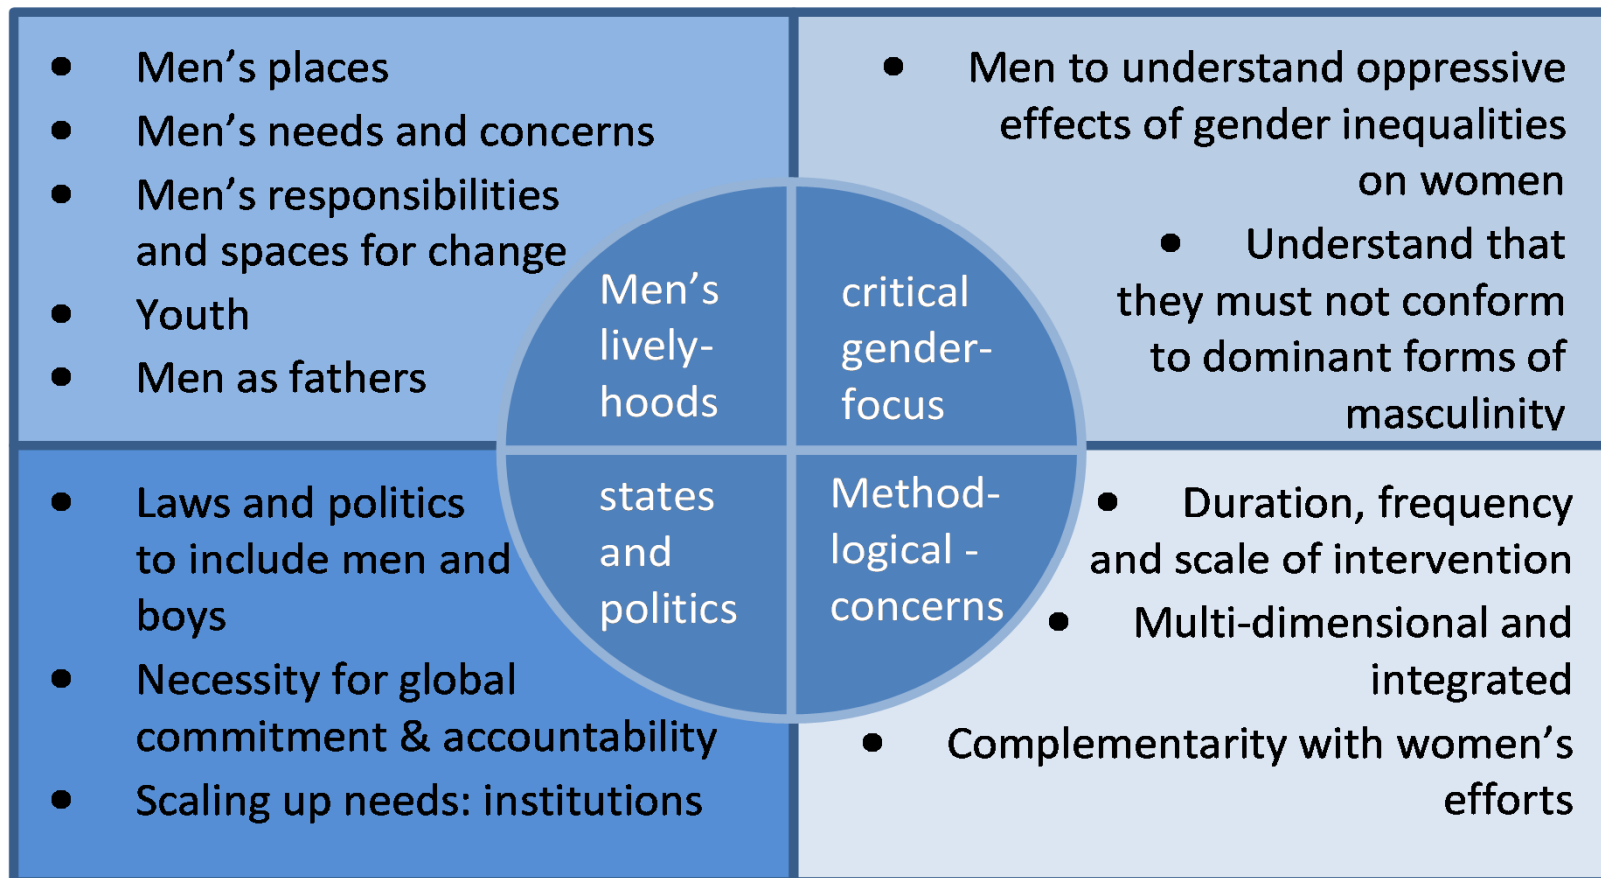 • Men’s places
• Men’s needs and concerns
• Men’s responsibilities
and spaces for change
• Youth
• Men as fathers
• Men to understand oppressive
effects of gender inequalities
on women
• Understand that
they must not conform
to dominant forms of
masculinity
Men’s
lively-
hoods
critical
gender-
focus
states
and
politics
Method-
logical -
concerns
• Laws and politics
to include men and
boys
• Necessity for global
commitment & accountability
• Scaling up needs: institutions
• Duration, frequency
and scale of intervention
• Multi-dimensional and
integrated
• Complementarity with women’s
efforts